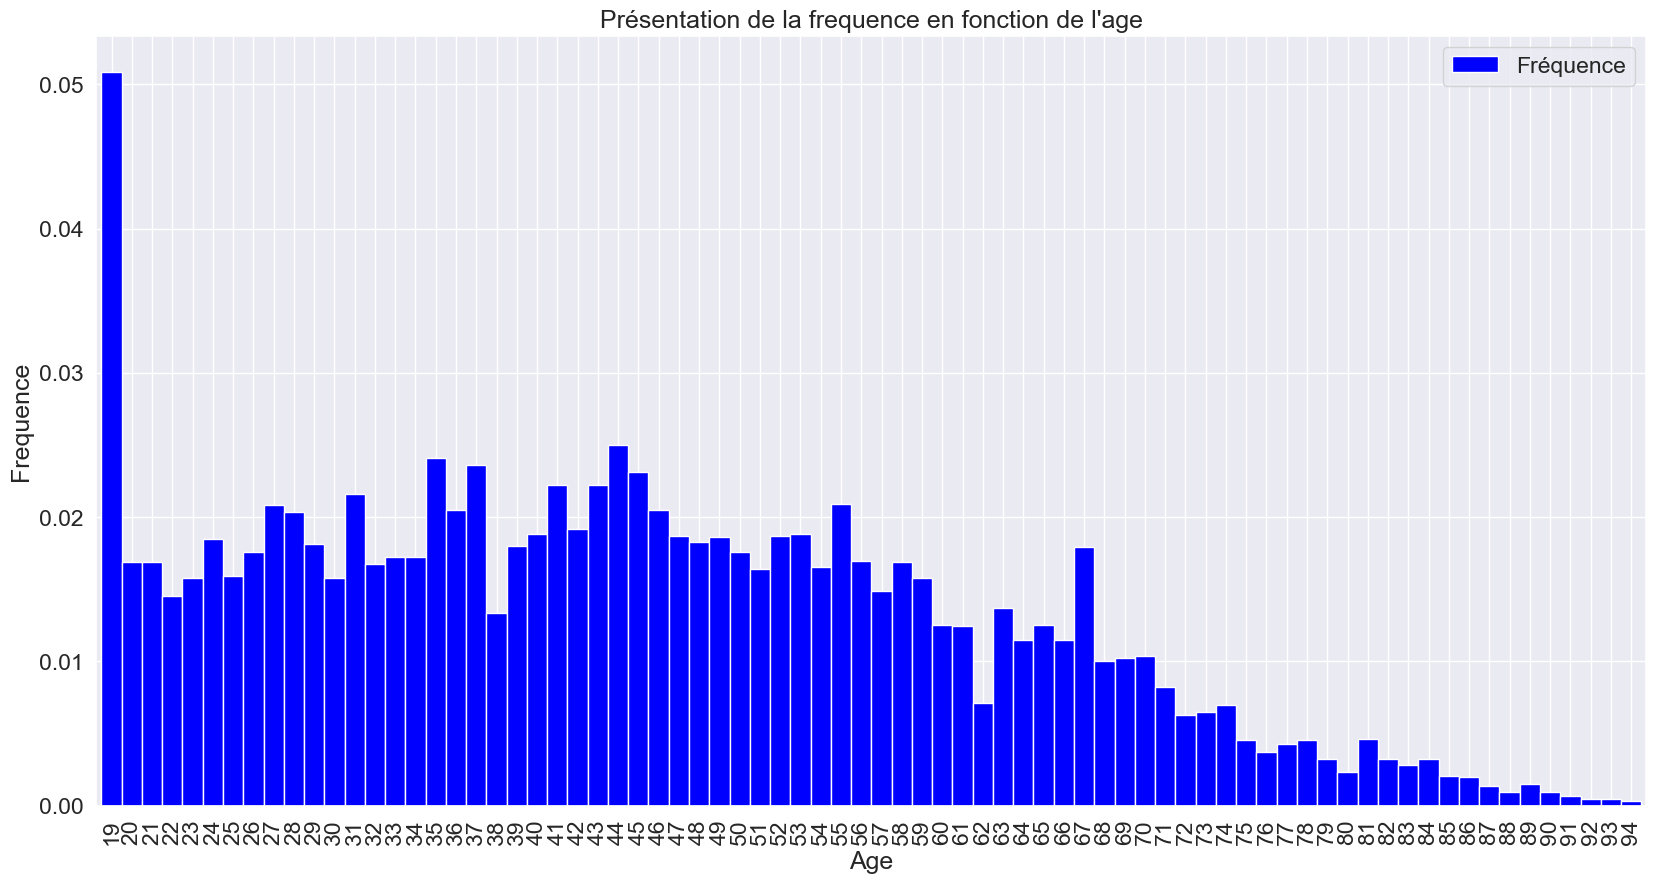 Présentation de la frequence en fonction de l'age
Fréquence
0.05
0.04
0.03
0.02
0.01
0.00
Frequence
19 20 21 22 23 24 25 26 27 28 29 30 31 32 33 34 35 36 37 38 39 40 41 42 43 44 45 46 47 48 49 50 51 52 53 54 55 56 57 58 59 60 61 62 63 64 65 66 67 68 69 70 71 72 73 74 75 76 77 78 79 80 81 82 83 84 85 86 87 88 89 90 91 92 93 94
Age